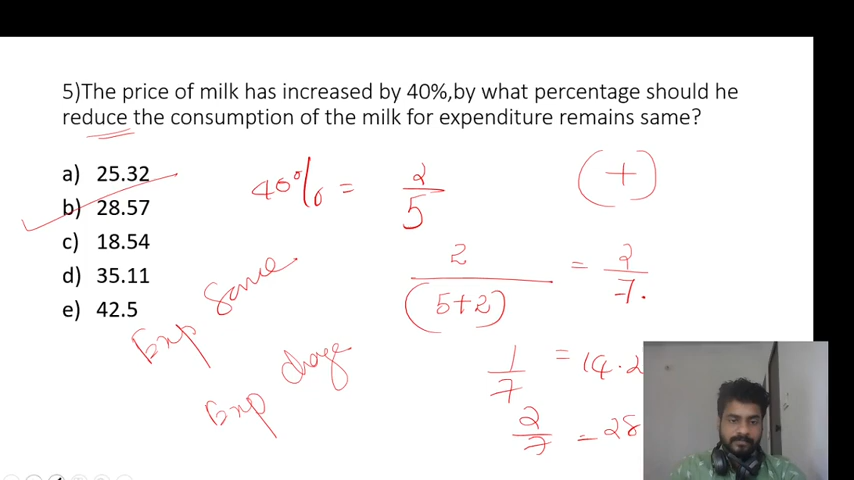 5)The price of milk has increased by 40%,by what percentage should he
reduce the consumption of the milk for expenditure remains same?
a) 25.32
b) 28.57
c) 18.54
d) 35.11
e) 42.5
40% = 2/5
(+)
2/(5+2) = 2/7.
Exp same
Exp change
1/7 = 14.2
2/7 = 28